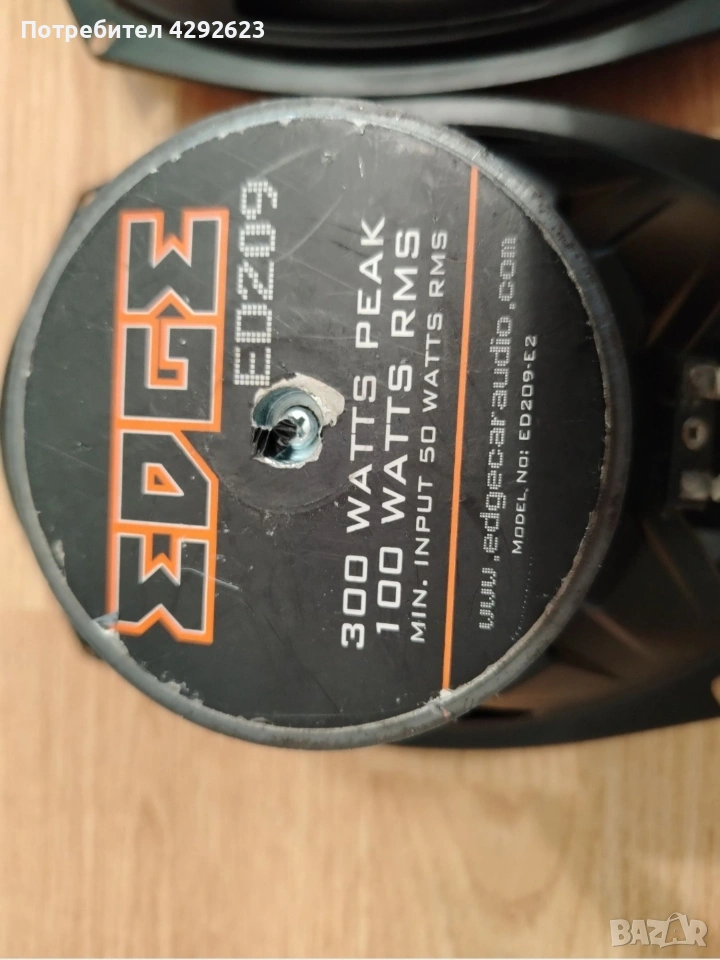 Потребител 4292623
EDGE
ED209
300 WATTS PEAK
100 WATTS RMS
MIN. INPUT 50 WATTS RMS
www.edgecaraudio.com
MODEL NO: ED209-E2
BAZAR